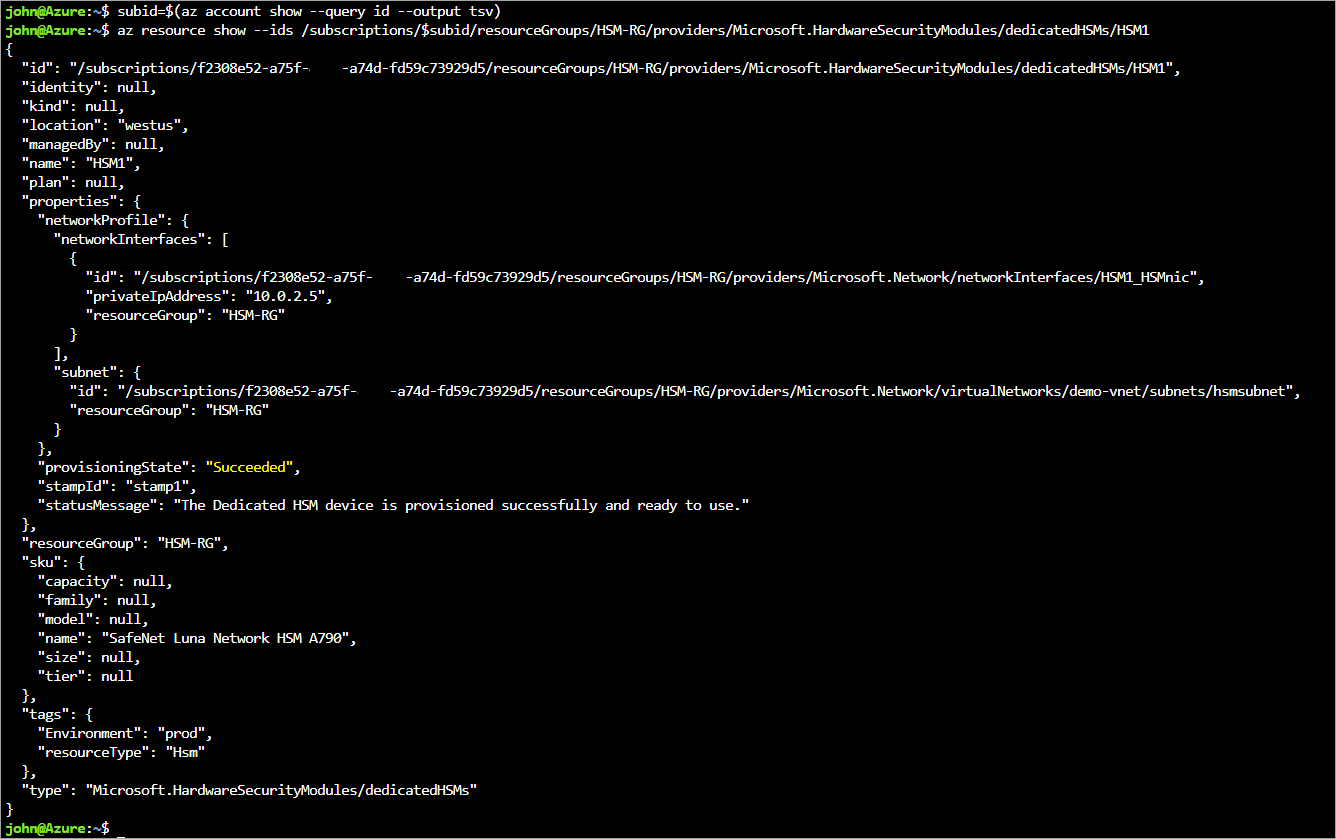 john@Azure:~$ subid=$(az account show --query id --output tsv)
john@Azure:~$ az resource show --ids /subscriptions/$subid/resourceGroups/HSM-RG/providers/Microsoft.HardwareSecurityModules/dedicatedHSMs/HSM1
{
  "id": "/subscriptions/f2308e52-a75f-    -a74d-fd59c73929d5/resourceGroups/HSM-RG/providers/Microsoft.HardwareSecurityModules/dedicatedHSMs/HSM1",
  "identity": null,
  "kind": null,
  "location": "westus",
  "managedBy": null,
  "name": "HSM1",
  "plan": null,
  "properties": {
    "networkProfile": {
      "networkInterfaces": [
        {
          "id": "/subscriptions/f2308e52-a75f-    -a74d-fd59c73929d5/resourceGroups/HSM-RG/providers/Microsoft.Network/networkInterfaces/HSM1_HSMnic",
          "privateIpAddress": "10.0.2.5",
          "resourceGroup": "HSM-RG"
        }
      ],
      "subnet": {
        "id": "/subscriptions/f2308e52-a75f-    -a74d-fd59c73929d5/resourceGroups/HSM-RG/providers/Microsoft.Network/virtualNetworks/demo-vnet/subnets/hsmsubnet",
        "resourceGroup": "HSM-RG"
      }
    },
    "provisioningState": "Succeeded",
    "stampId": "stamp1",
    "statusMessage": "The Dedicated HSM device is provisioned successfully and ready to use."
  },
  "resourceGroup": "HSM-RG",
  "sku": {
    "capacity": null,
    "family": null,
    "model": null,
    "name": "SafeNet Luna Network HSM A790",
    "size": null,
    "tier": null
  },
  "tags": {
    "Environment": "prod",
    "resourceType": "Hsm"
  },
  "type": "Microsoft.HardwareSecurityModules/dedicatedHSMs"
}
john@Azure:~$ _